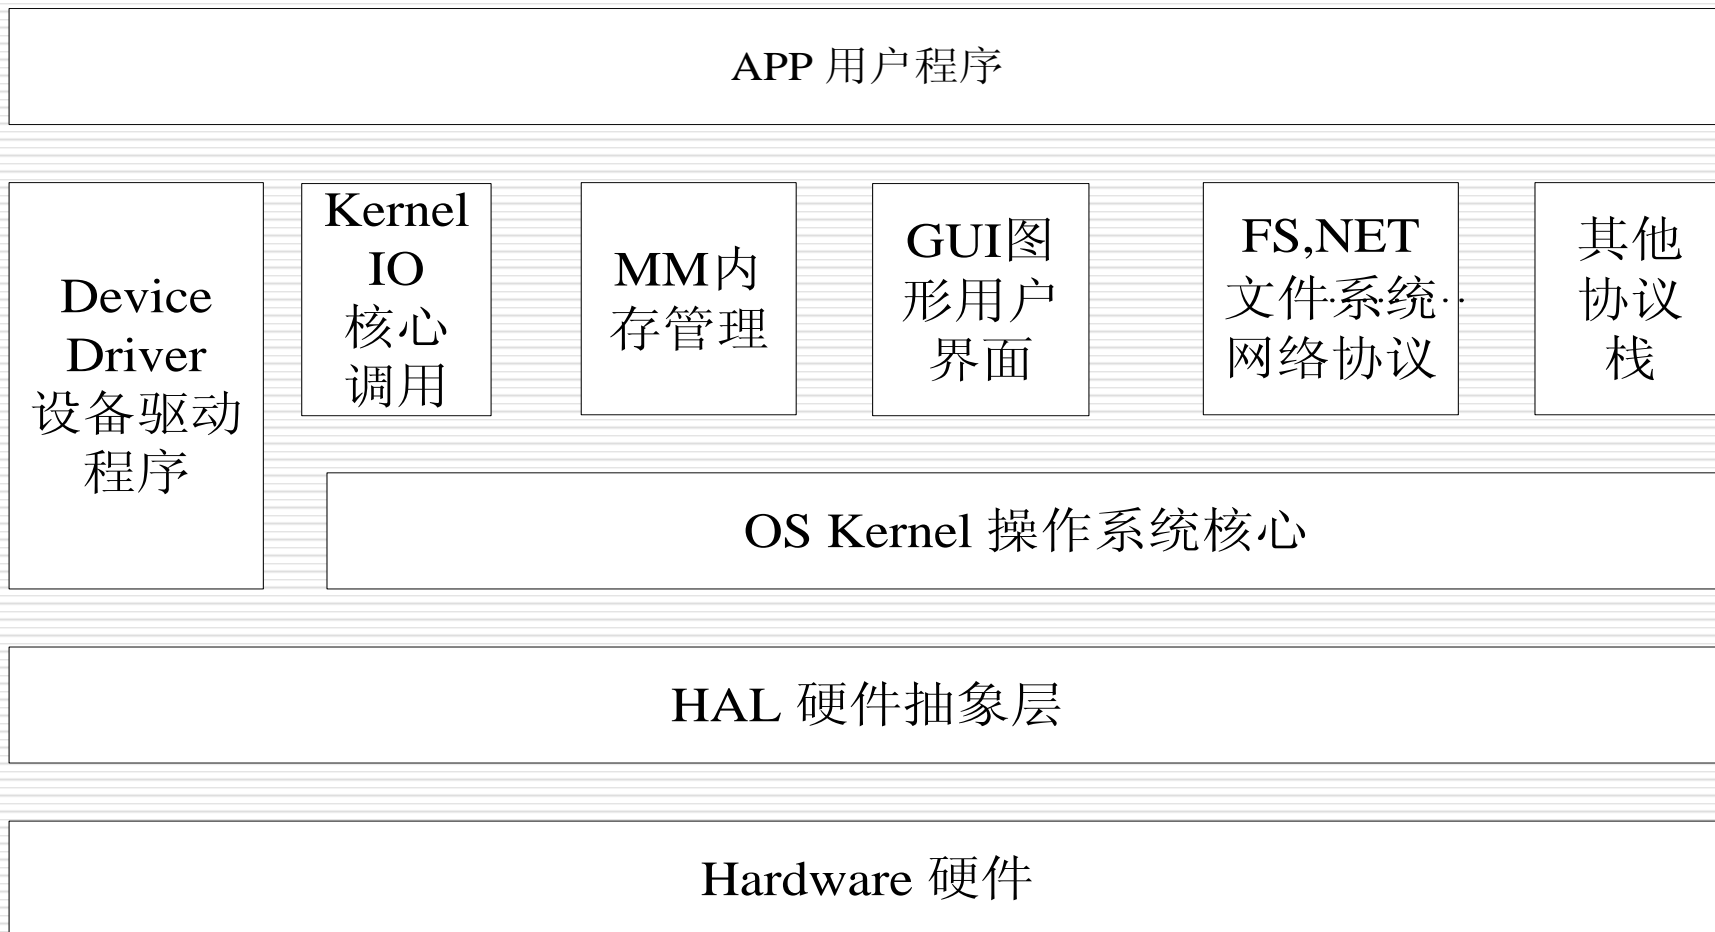 APP 用户程序
Device
Driver
设备驱动
程序
Kernel
IO
核心
调用
MM内
存管理
GUI图
形用户
界面
FS,NET
文件系统
网络协议
......
其他
协议
栈
OS Kernel 操作系统核心
HAL 硬件抽象层
Hardware 硬件